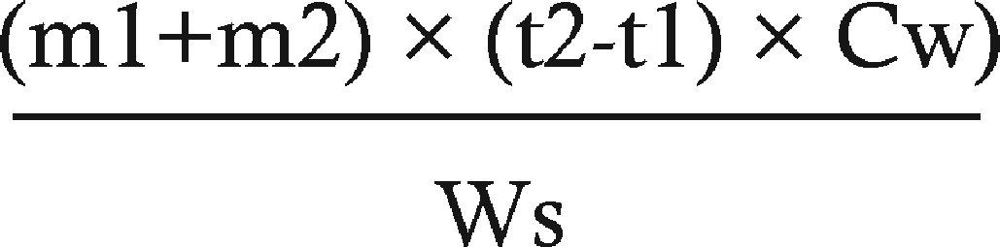 (m1+m2) × (t2-t1) × Cw)
Ws